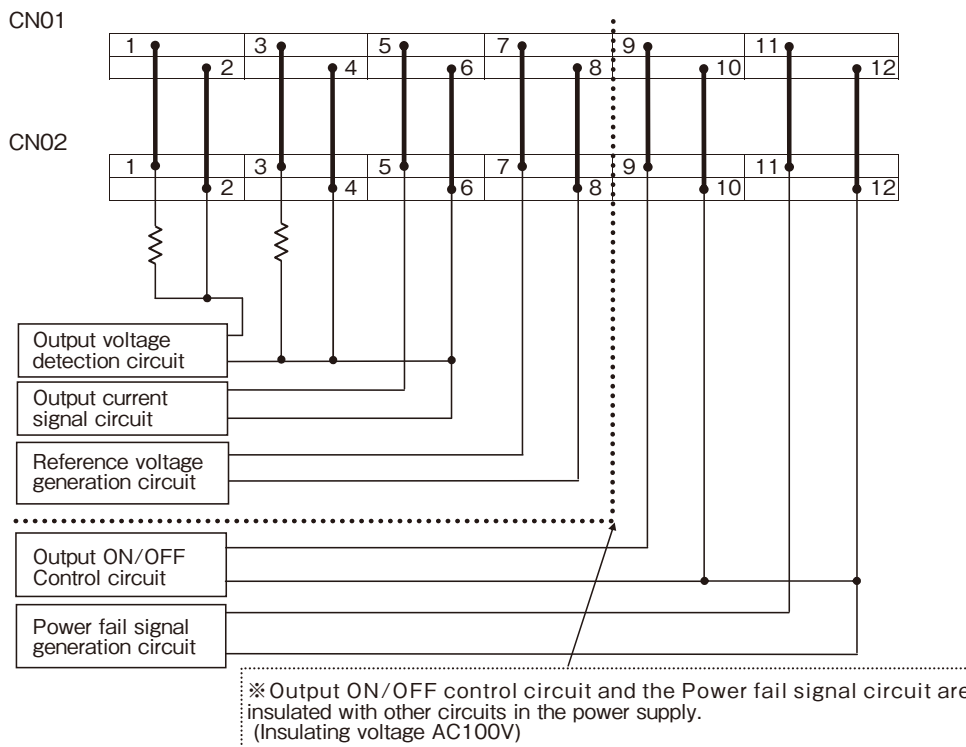 CN01
1 3 5 7 9 11
2 4 6 8 10 12
CN02
1 3 5 7 9 11
2 4 6 8 10 12
Output voltage
detection circuit
Output current
signal circuit
Reference voltage
generation circuit
Output ON/OFF
Control circuit
Power fail signal
generation circuit
※Output ON/OFF control circuit and the Power fail signal circuit are
insulated with other circuits in the power supply.
(Insulating voltage AC100V)